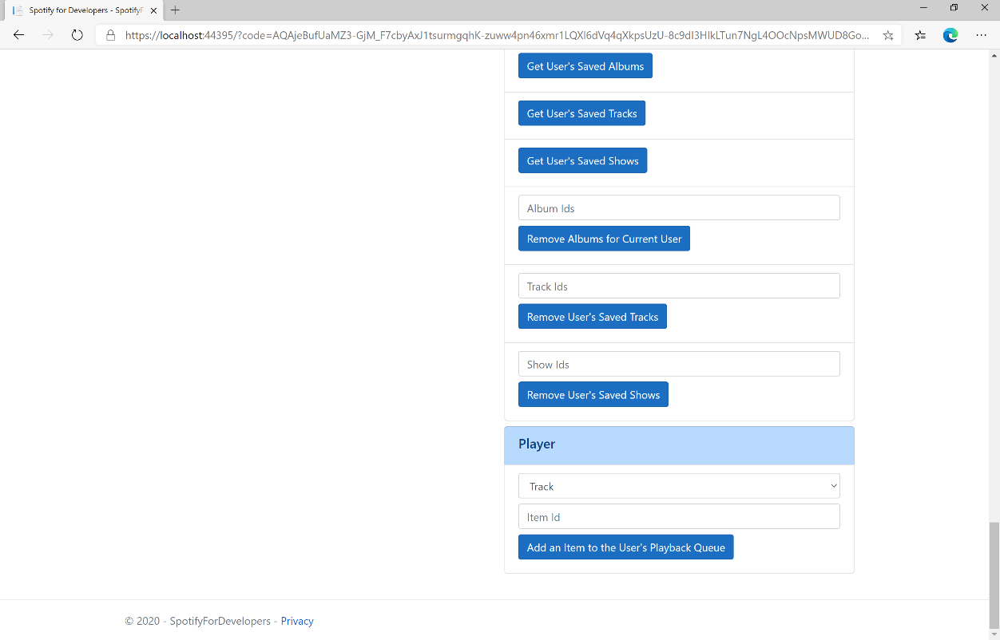 Spotify for Developers - SpotifyF
https://localhost:44395/?code=AQAjeBufUaMZ3-GjM_F7cbyAxJ1tsurmgqhK-zuww4pn46xmr1LQXl6dVq4qXkpsUzU-8c9dI3HIkLTun7NgL4OOcNpsMWUD8Go...
Get User's Saved Albums
Get User's Saved Tracks
Get User's Saved Shows
Album Ids
Remove Albums for Current User
Track Ids
Remove User's Saved Tracks
Show Ids
Remove User's Saved Shows
Player
Track
Item Id
Add an Item to the User's Playback Queue
© 2020 - SpotifyForDevelopers - Privacy